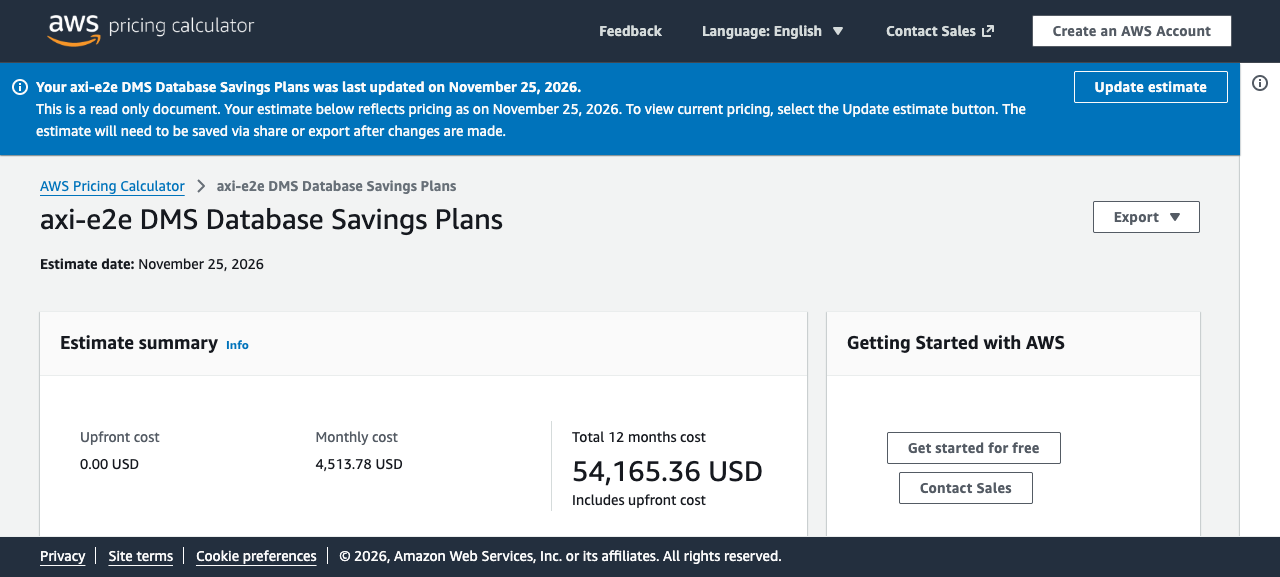 aws pricing calculator
Feedback
Language: English
Contact Sales
Create an AWS Account
Your axi-e2e DMS Database Savings Plans was last updated on November 25, 2026.
This is a read only document. Your estimate below reflects pricing as on November 25, 2026. To view current pricing, select the Update estimate button. The
estimate will need to be saved via share or export after changes are made.
Update estimate
AWS Pricing Calculator
axi-e2e DMS Database Savings Plans
axi-e2e DMS Database Savings Plans
Export
Estimate date: November 25, 2026
Estimate summary Info
Upfront cost
0.00 USD
Monthly cost
4,513.78 USD
Total 12 months cost
54,165.36 USD
Includes upfront cost
Getting Started with AWS
Get started for free
Contact Sales
Privacy
Site terms
Cookie preferences
© 2026, Amazon Web Services, Inc. or its affiliates. All rights reserved.